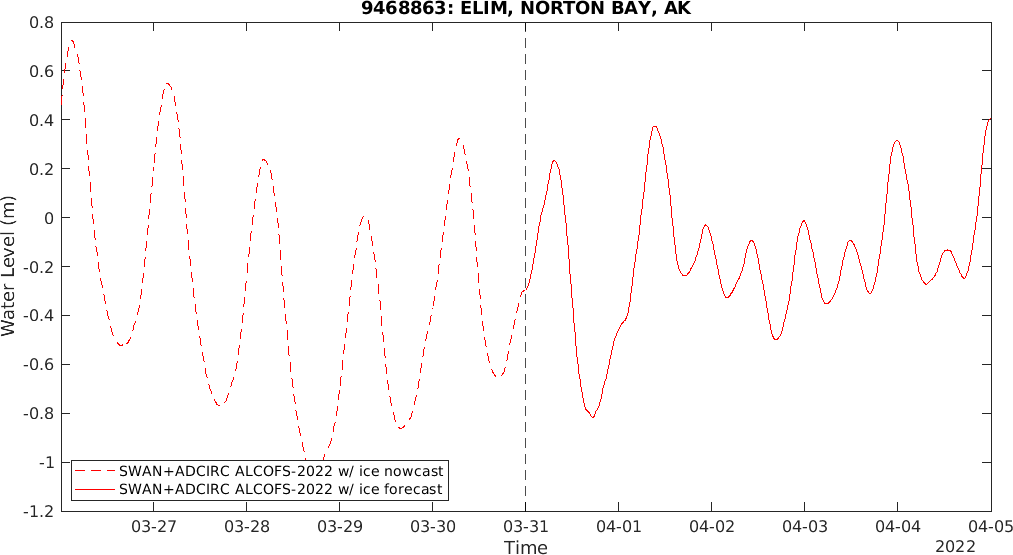 9468863: ELIM, NORTON BAY, AK
Water Level (m)
0.8
0.6
0.4
0.2
0
-0.2
-0.4
-0.6
-0.8
-1
-1.2
SWAN+ADCIRC ALCOFS-2022 w/ ice nowcast
SWAN+ADCIRC ALCOFS-2022 w/ ice forecast
03-27 03-28 03-29 03-30 03-31 04-01 04-02 04-03 04-04 04-05
Time
2022